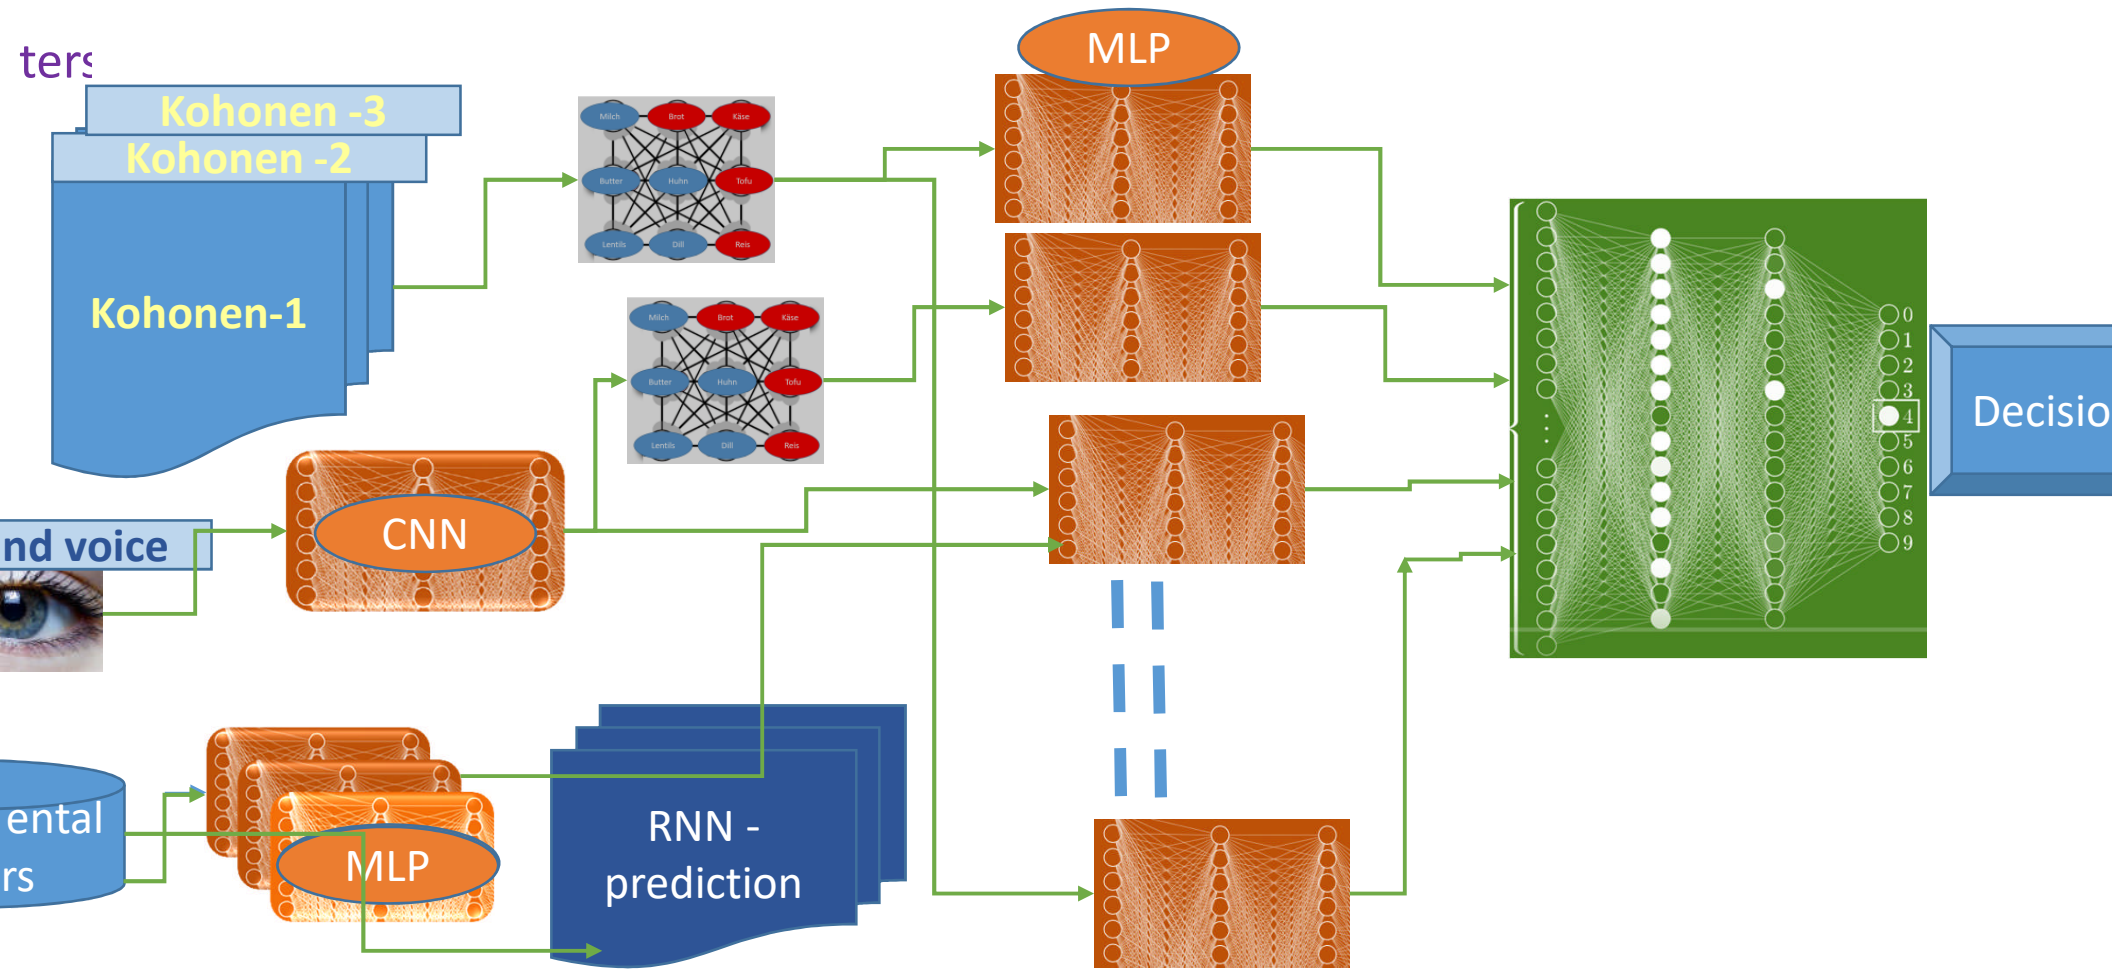 ters
Kohonen -3
Kohonen -2
Kohonen-1
Milch Brot Käse
Butter Huhn Tofu
Lentils Dill Reis
Milch Brot Käse
Butter Huhn Tofu
Lentils Dill Reis
MLP
0
1
2
3
4
5
6
7
8
9
Decisio
nd voice
CNN
ental
rs
MLP
RNN -
prediction